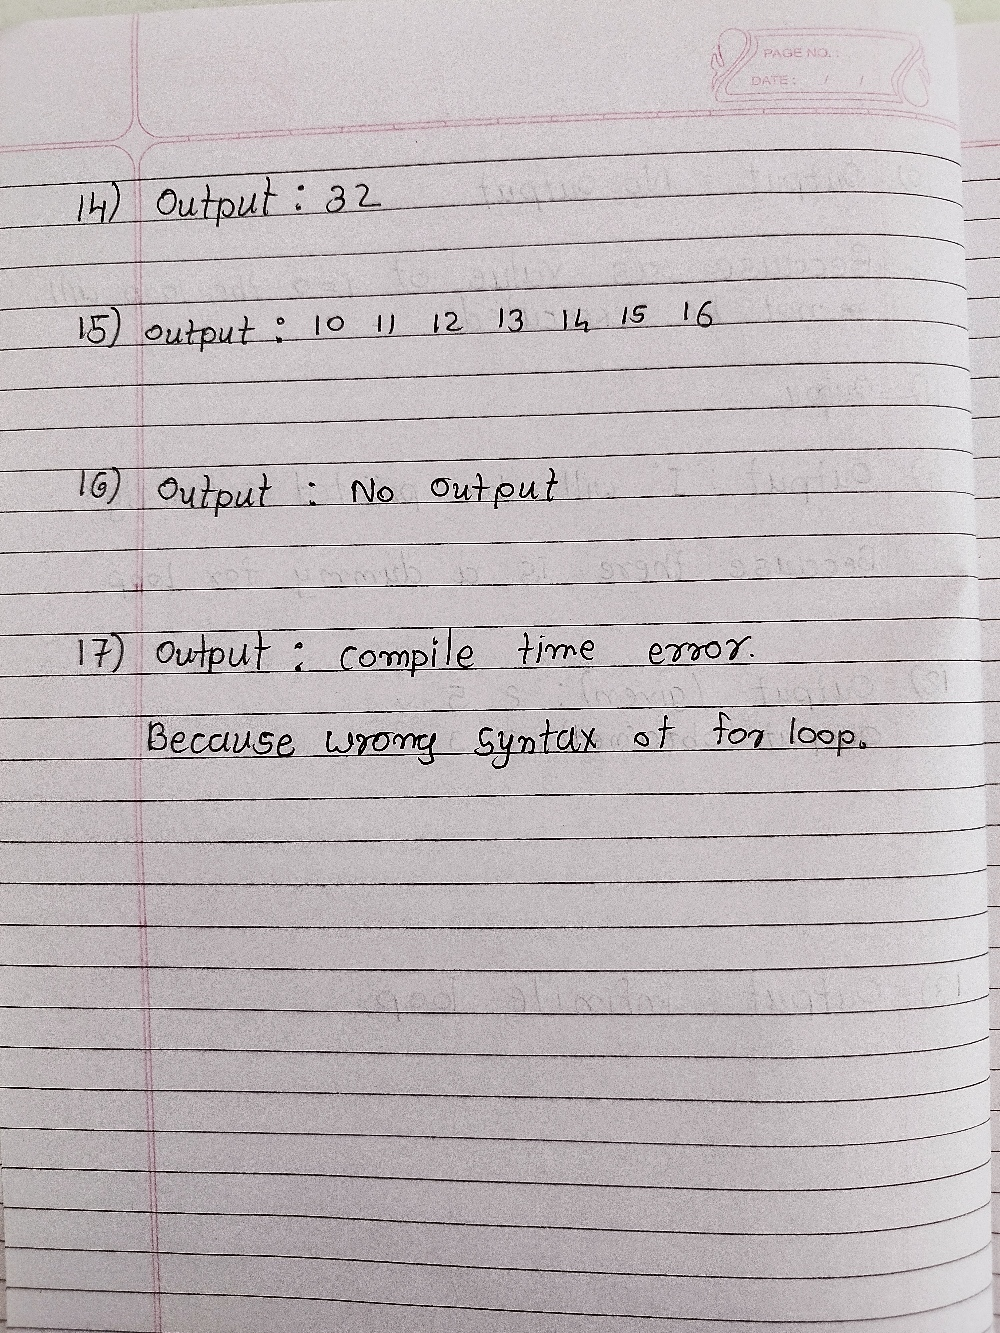 PAGE NO. :
DATE : / /
14) Output : 32
15) output : 10 11 12 13 14 15 16
16) Output : No output
17) Output : compile time error.
Because wrong syntax of for loop.